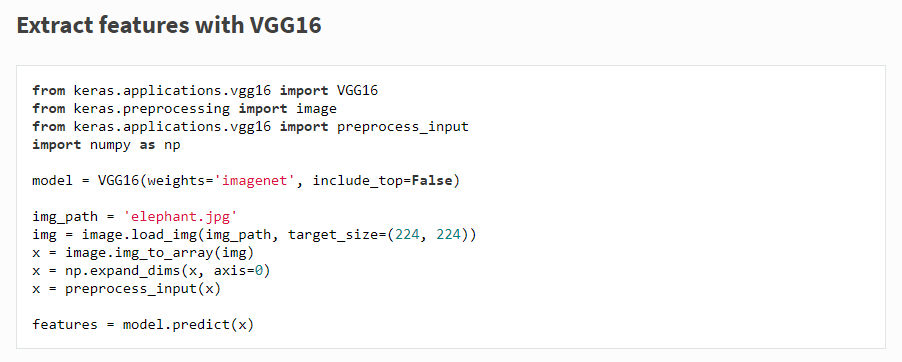 Extract features with VGG16
from keras.applications.vgg16 import VGG16
from keras.preprocessing import image
from keras.applications.vgg16 import preprocess_input
import numpy as np
model = VGG16(weights='imagenet', include_top=False)
img_path = 'elephant.jpg'
img = image.load_img(img_path, target_size=(224, 224))
x = image.img_to_array(img)
x = np.expand_dims(x, axis=0)
x = preprocess_input(x)
features = model.predict(x)